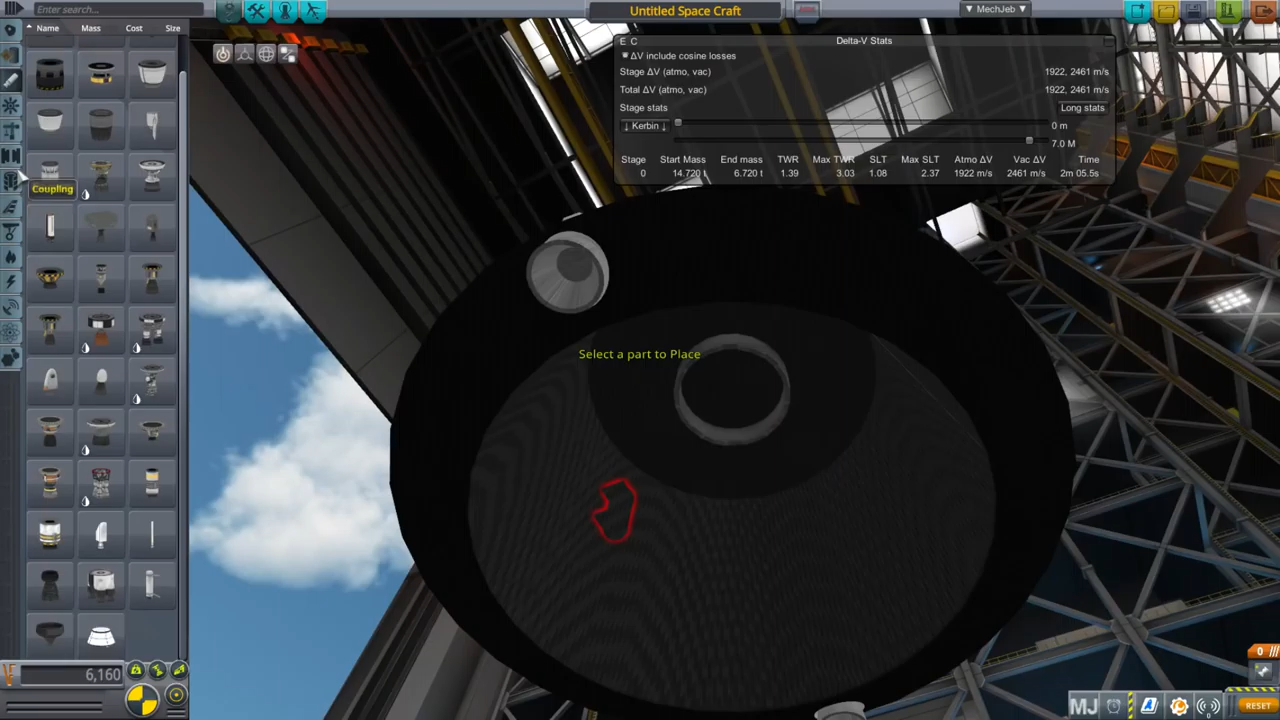 Enter search...
Untitled Space Craft
▼ MechJeb ▼
Name Mass Cost Size
E C Delta-V Stats
ΔV include cosine losses
Stage ΔV (atmo, vac) 1922, 2461 m/s
Total ΔV (atmo, vac) 1922, 2461 m/s
Stage stats Long stats
↓ Kerbin ↓ 0 m
7.0 M
Stage Start Mass End mass TWR Max TWR SLT Max SLT Atmo ΔV Vac ΔV Time
0 14.720 t 6.720 t 1.39 3.03 1.08 2.37 1922 m/s 2461 m/s 2m 05.5s
Coupling
Select a part to Place
0
6,160
MJ
RESET